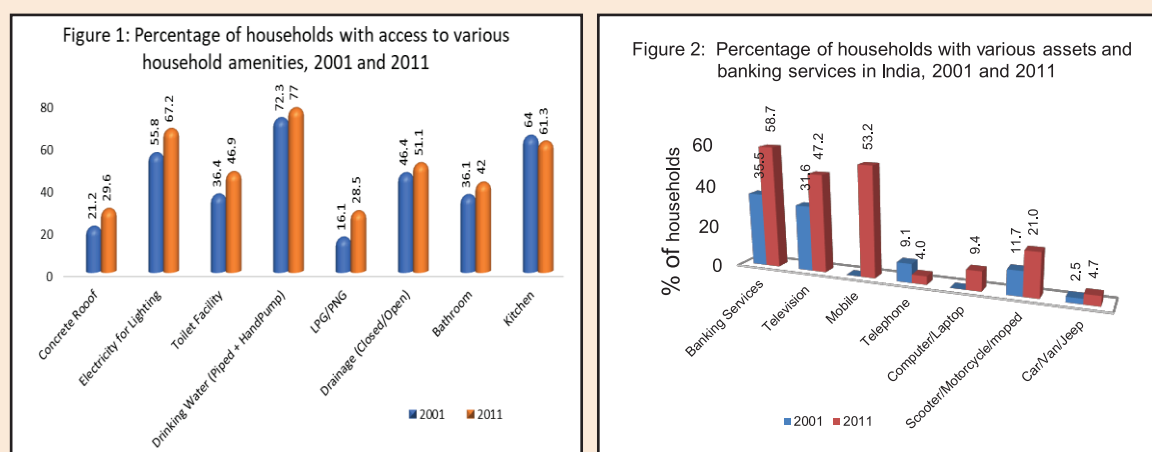 Figure 1: Percentage of households with access to various
household amenities, 2001 and 2011
80
60
40
20
0
21.2
29.6
55.8
67.2
36.4
46.9
72.3
77
16.1
28.5
46.4
51.1
36.1
42
64
61.3
Concrete Rooof
Electricity for Lighting
Toilet Facility
Drinking Water (Piped + HandPump)
LPG/PNG
Drainage (Closed/Open)
Bathroom
Kitchen
2001
2011
Figure 2: Percentage of households with various assets and
banking services in India, 2001 and 2011
% of households
60
40
20
0
35.5
58.7
31.6
47.2
53.2
9.1
4.0
9.4
11.7
21.0
2.5
4.7
Banking Services
Television
Mobile
Telephone
Computer/Laptop
Scooter/Motorcycle/moped
Car/Van/Jeep
2001
2011